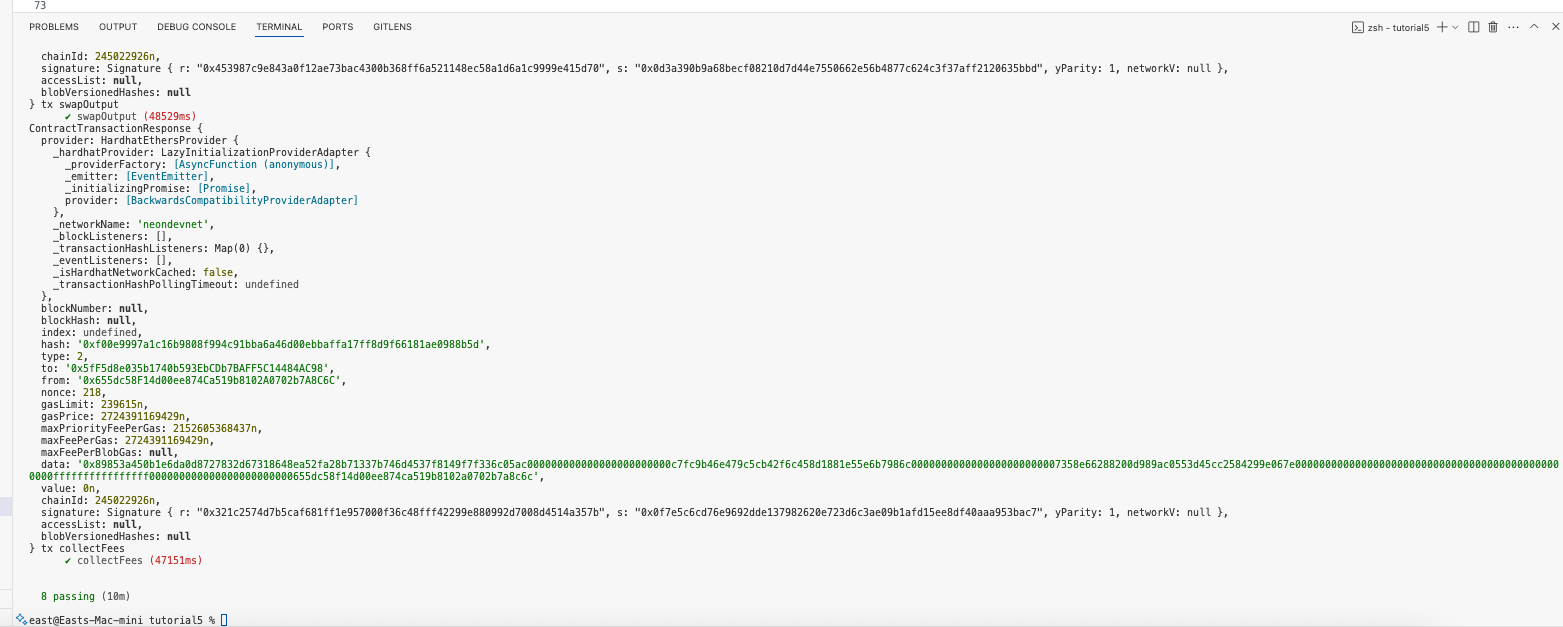 73
PROBLEMS OUTPUT DEBUG CONSOLE TERMINAL PORTS GITLENS zsh - tutorial5
chainId: 245022926n,
signature: Signature { r: "0x453987c9e843a0f12ae73bac4300b368ff6a521148ec58a1d6a1c9999e415d70", s: "0x0d3a390b9a68becf08210d7d44e7550662e56b4877c624c3f37aff2120635bbd", yParity: 1, networkV: null },
accessList: null,
blobVersionedHashes: null
} tx swapOutput
✔ swapOutput (48529ms)
ContractTransactionResponse {
provider: HardhatEthersProvider {
_hardhatProvider: LazyInitializationProviderAdapter {
_providerFactory: [AsyncFunction (anonymous)],
_emitter: [EventEmitter],
_initializingPromise: [Promise],
provider: [BackwardsCompatibilityProviderAdapter]
},
_networkName: 'neondevnet',
_blockListeners: [],
_transactionHashListeners: Map(0) {},
_eventListeners: [],
_isHardhatNetworkCached: false,
_transactionHashPollingTimeout: undefined
},
blockNumber: null,
blockHash: null,
index: undefined,
hash: '0xf00e9997a1c16b9808f994c91bba6a46d00ebbaffa17ff8d9f66181ae0988b5d',
type: 2,
to: '0x5fF5d8e035b1740b593EbCDb7BAFF5C14484AC98',
from: '0x655dc58F14d00ee874Ca519b8102A0702b7A8C6C',
nonce: 218,
gasLimit: 239615n,
gasPrice: 2724391169429n,
maxPriorityFeePerGas: 2152605368437n,
maxFeePerGas: 2724391169429n,
maxFeePerBlobGas: null,
data: '0x89853a450b1e6da0d8727832d67318648ea52fa28b71337b746d4537f8149f7f336c05ac000000000000000000000000c7fc9b46e479c5cb42f6c458d1881e55e6b7986c0000000000000000000000007358e66288200d989ac0553d45cc2584299e067e00000000000000000000000000000000000000000000
0000ffffffffffffffff000000000000000000000000655dc58f14d00ee874ca519b8102a0702b7a8c6c',
value: 0n,
chainId: 245022926n,
signature: Signature { r: "0x321c2574d7b5caf681ff1e957000f36c48fff42299e880992d7008d4514a357b", s: "0x0f7e5c6cd76e9692dde137982620e723d6c3ae09b1afd15ee8df40aaa953bac7", yParity: 1, networkV: null },
accessList: null,
blobVersionedHashes: null
} tx collectFees
✔ collectFees (47151ms)
8 passing (10m)
east@Easts-Mac-mini tutorial5 %